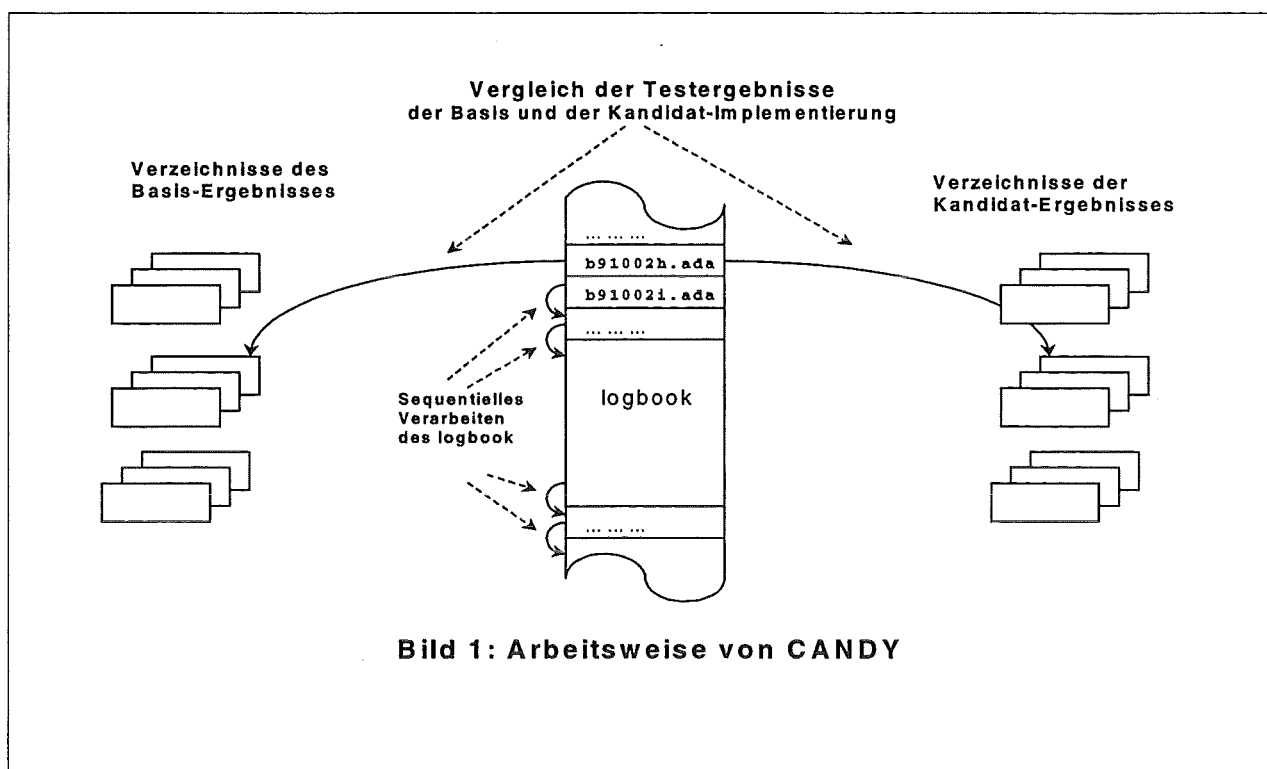 Vergleich der Testergebnisse
der Basis und der Kandidat-Implementierung
Verzeichnisse des
Basis-Ergebnisses
Verzeichnisse der
Kandidat-Ergebnisses
... ... ...
b91002h.ada
b91002i.ada
... ... ...
logbook
Sequentielles
Verarbeiten
des logbook
... ... ...
Bild 1: Arbeitsweise von CANDY